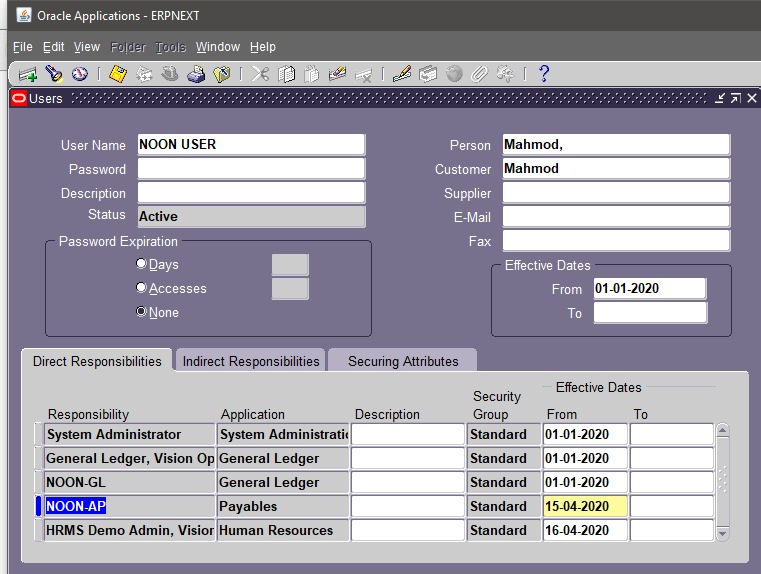 Oracle Applications - ERPNEXT
File Edit View Folder Tools Window Help
?
Users
User Name NOON USER Person Mahmod,
Password Customer Mahmod
Description Supplier
Status Active E-Mail
Fax
Password Expiration
Days
Accesses
None
Effective Dates
From 01-01-2020
To
Direct Responsibilities Indirect Responsibilities Securing Attributes
Effective Dates
Security
Responsibility Application Description Group From To
System Administrator System Administratic Standard 01-01-2020
General Ledger, Vision Op General Ledger Standard 01-01-2020
NOON-GL General Ledger Standard 01-01-2020
NOON-AP Payables Standard 15-04-2020
HRMS Demo Admin, Vision Human Resources Standard 16-04-2020